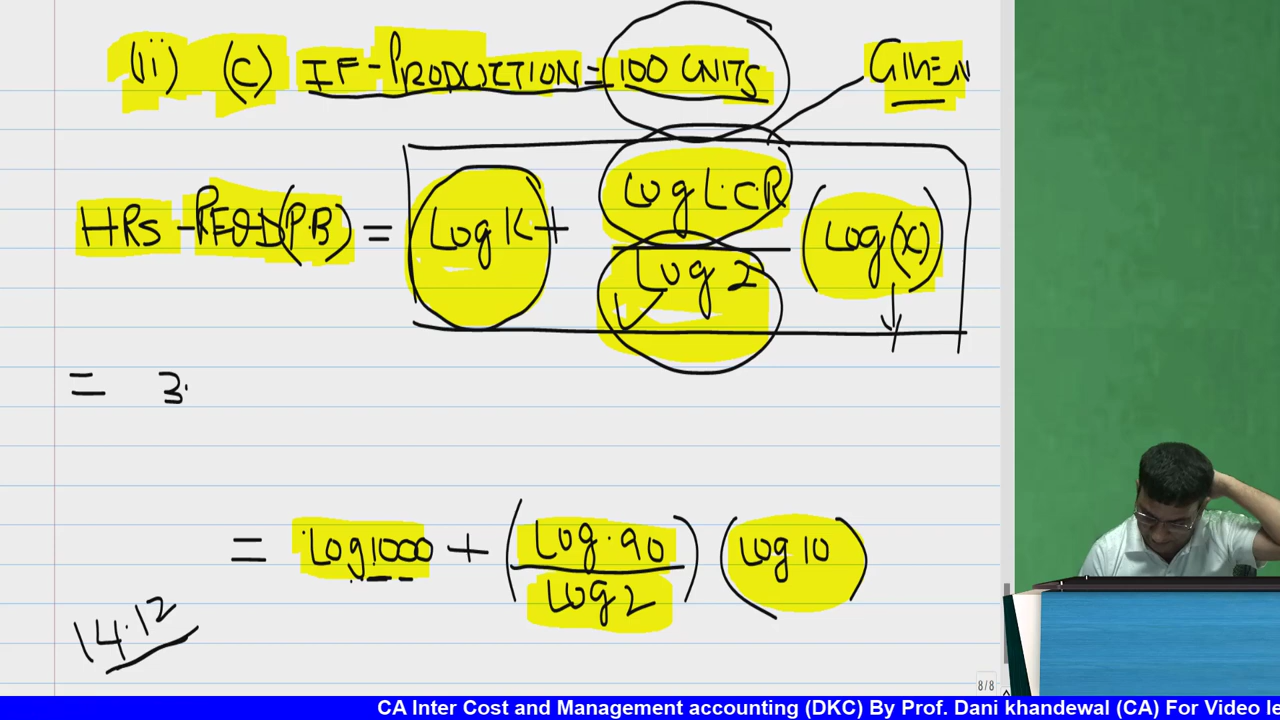 (ii) (C) IF - PRODUCTION = 100 UNITS GIVEN
HRS - REQD (P.B) = Log K + Log L.C.R / Log 2 (Log(X)
= 3.
= Log 1000 + (Log .90 / Log 2) (Log 10)
14.12
8/8
CA Inter Cost and Management accounting (DKC) By Prof. Dani khandewal (CA) For Video le